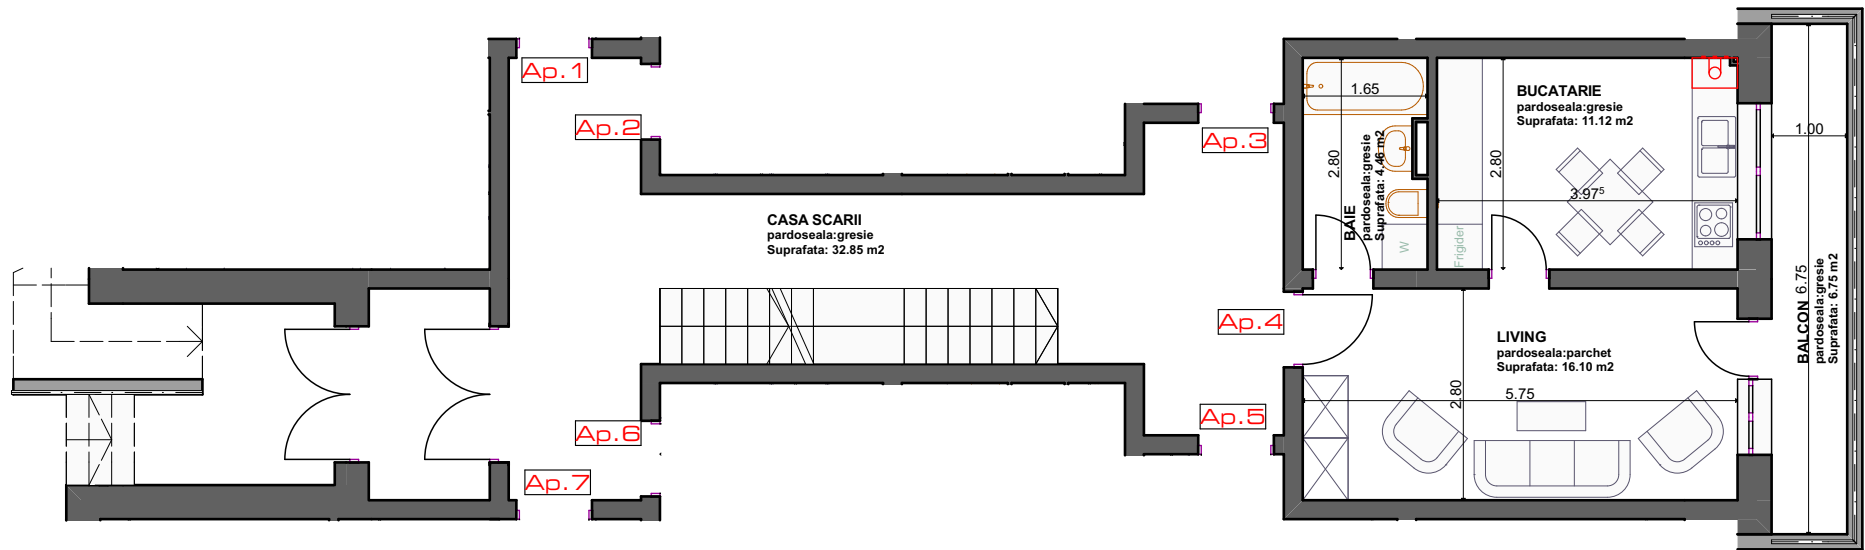 Ap.1
Ap.2
Ap.3
Ap.4
Ap.5
Ap.6
Ap.7
CASA SCARII
pardoseala:gresie
Suprafata: 32.85 m2
1.65
2.80
BAIE
pardoseala:gresie
Suprafata: 4.46 m2
W
Frigider
2.80
BUCATARIE
pardoseala:gresie
Suprafata: 11.12 m2
3.97⁵
1.00
BALCON 6.75
pardoseala:gresie
Suprafata: 6.75 m2
LIVING
pardoseala:parchet
Suprafata: 16.10 m2
2.80
5.75